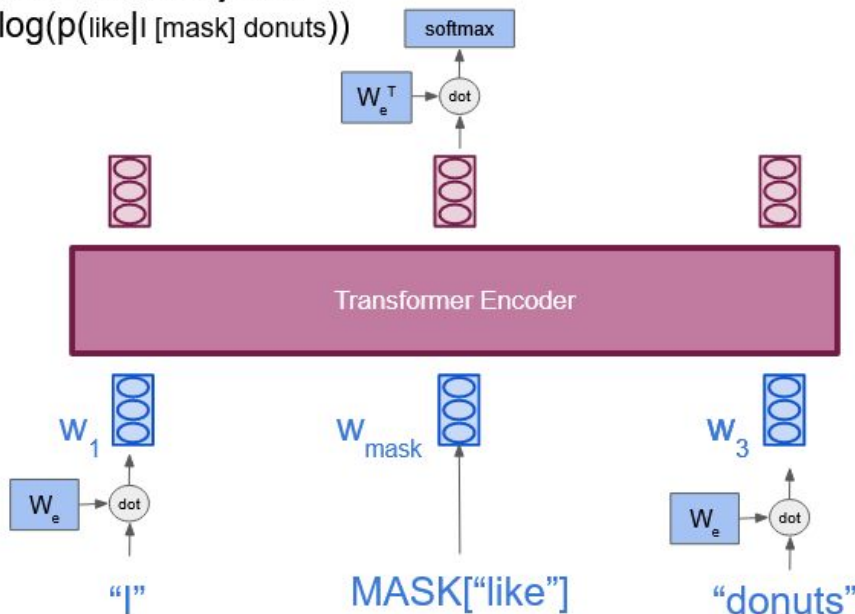 log(p(like|I [mask] donuts))
softmax
W_e^T
dot
Transformer Encoder
w_1
w_mask
w_3
W_e
dot
W_e
dot
“I”
MASK[“like”]
“donuts”